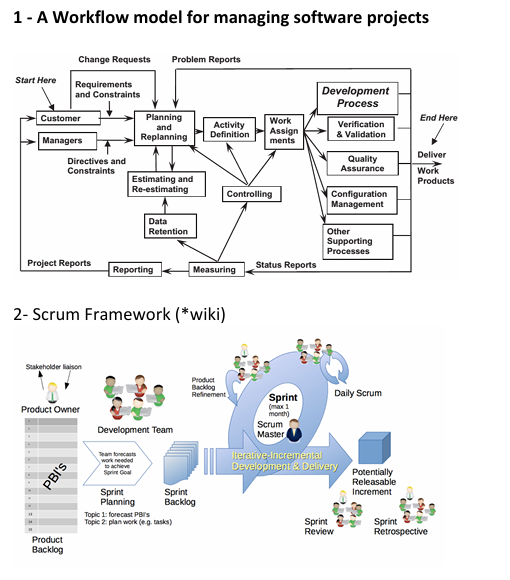 1 - A Workflow model for managing software projects
Change Requests
Problem Reports
Start Here
Requirements
and Constraints
Customer
Managers
Directives and
Constraints
Planning
and
Replanning
Activity
Definition
Work
Assign
ments
Development
Process
Verification
& Validation
Quality
Assurance
Configuration
Management
Other
Supporting
Processes
End Here
Deliver
Work
Products
Estimating and
Re-estimating
Controlling
Data
Retention
Project Reports
Reporting
Measuring
Status Reports
2- Scrum Framework (*wiki)
Stakeholder liaison
Product Owner
Development Team
Product
Backlog
Refinement
Sprint
(max 1
month)
Scrum
Master
Daily Scrum
PBI's
Team forecasts
work needed
to achieve
Sprint Goal
Iterative-Incremental
Development & Delivery
Sprint
Planning
Sprint
Backlog
Topic 1: forecast PBI's
Topic 2: plan work (e.g. tasks)
Potentially
Releasable
Increment
Sprint
Review
Sprint
Retrospective
Product
Backlog